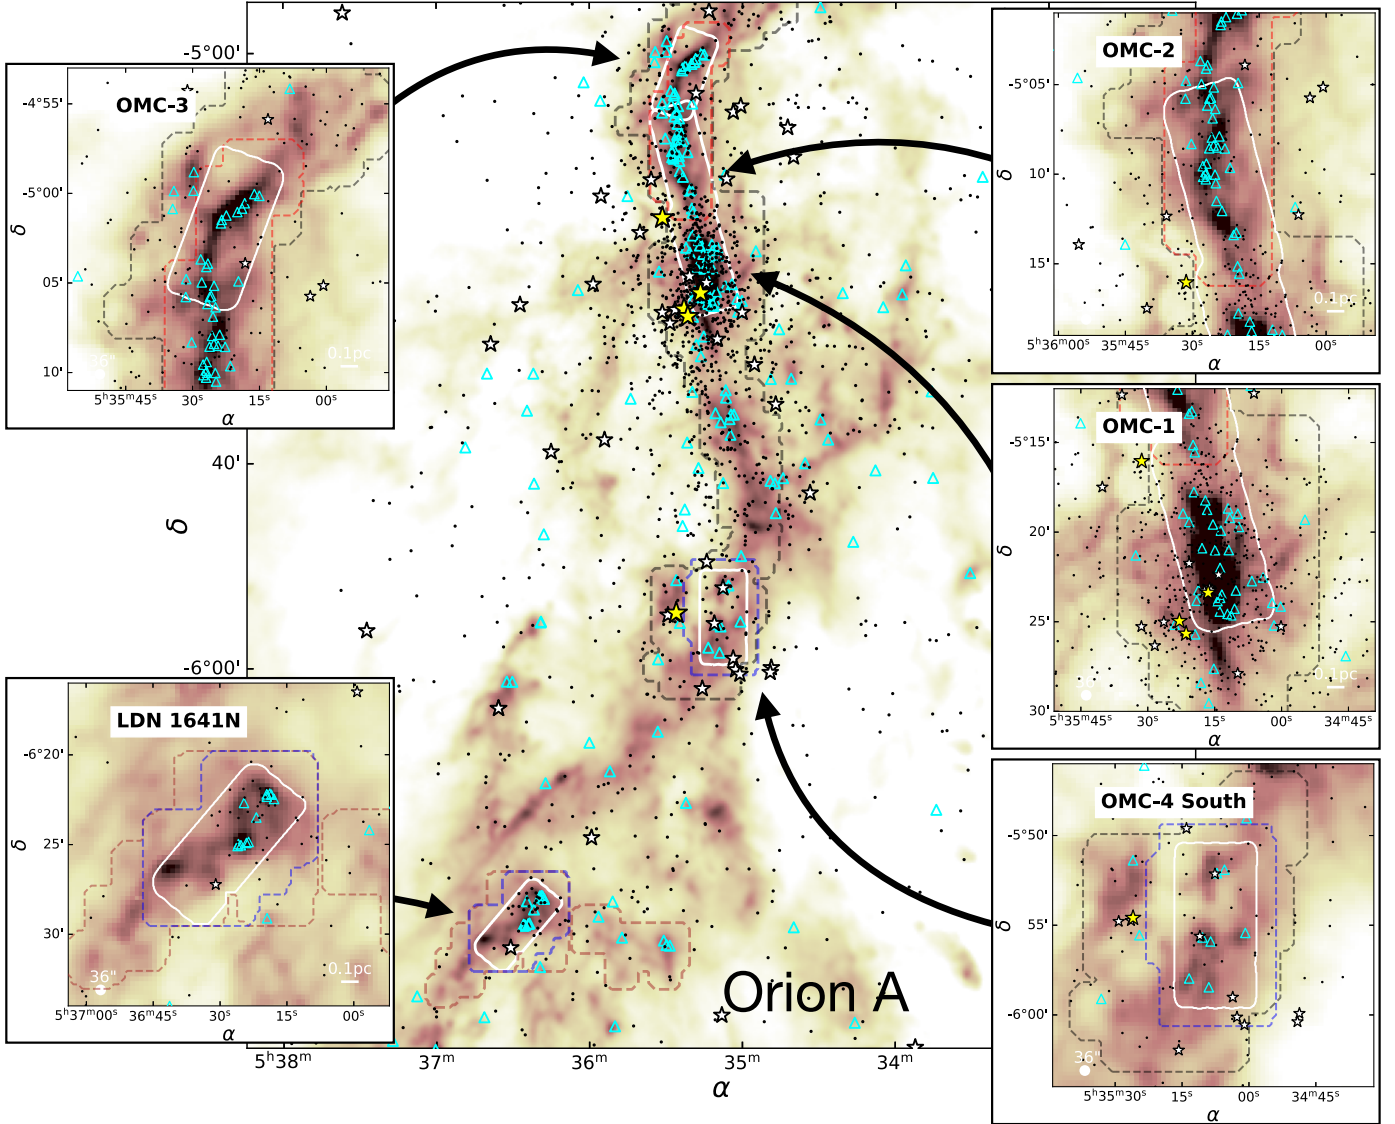 -5°00'
40'
-6°00'
δ
5ʰ38ᵐ
37ᵐ
36ᵐ
35ᵐ
34ᵐ
α
Orion A
OMC-3
4°55'
-5°00'
05'
10'
δ
36"
0.1pc
5ʰ35ᵐ45ˢ
30ˢ
15ˢ
00ˢ
α
LDN 1641N
-6°20'
25'
30'
δ
36"
0.1pc
5ʰ37ᵐ00ˢ
36ᵐ45ˢ
30ˢ
15ˢ
00ˢ
α
OMC-2
-5°05'
10'
15'
δ
0.1pc
5ʰ36ᵐ00ˢ
35ᵐ45ˢ
30ˢ
15ˢ
00ˢ
α
OMC-1
-5°15'
20'
25'
30'
δ
0.1pc
5ʰ35ᵐ45ˢ
30ˢ
15ˢ
00ˢ
34ᵐ45ˢ
α
OMC-4 South
-5°50'
55'
-6°00'
δ
36"
5ʰ35ᵐ30ˢ
15ˢ
00ˢ
34ᵐ45ˢ
α